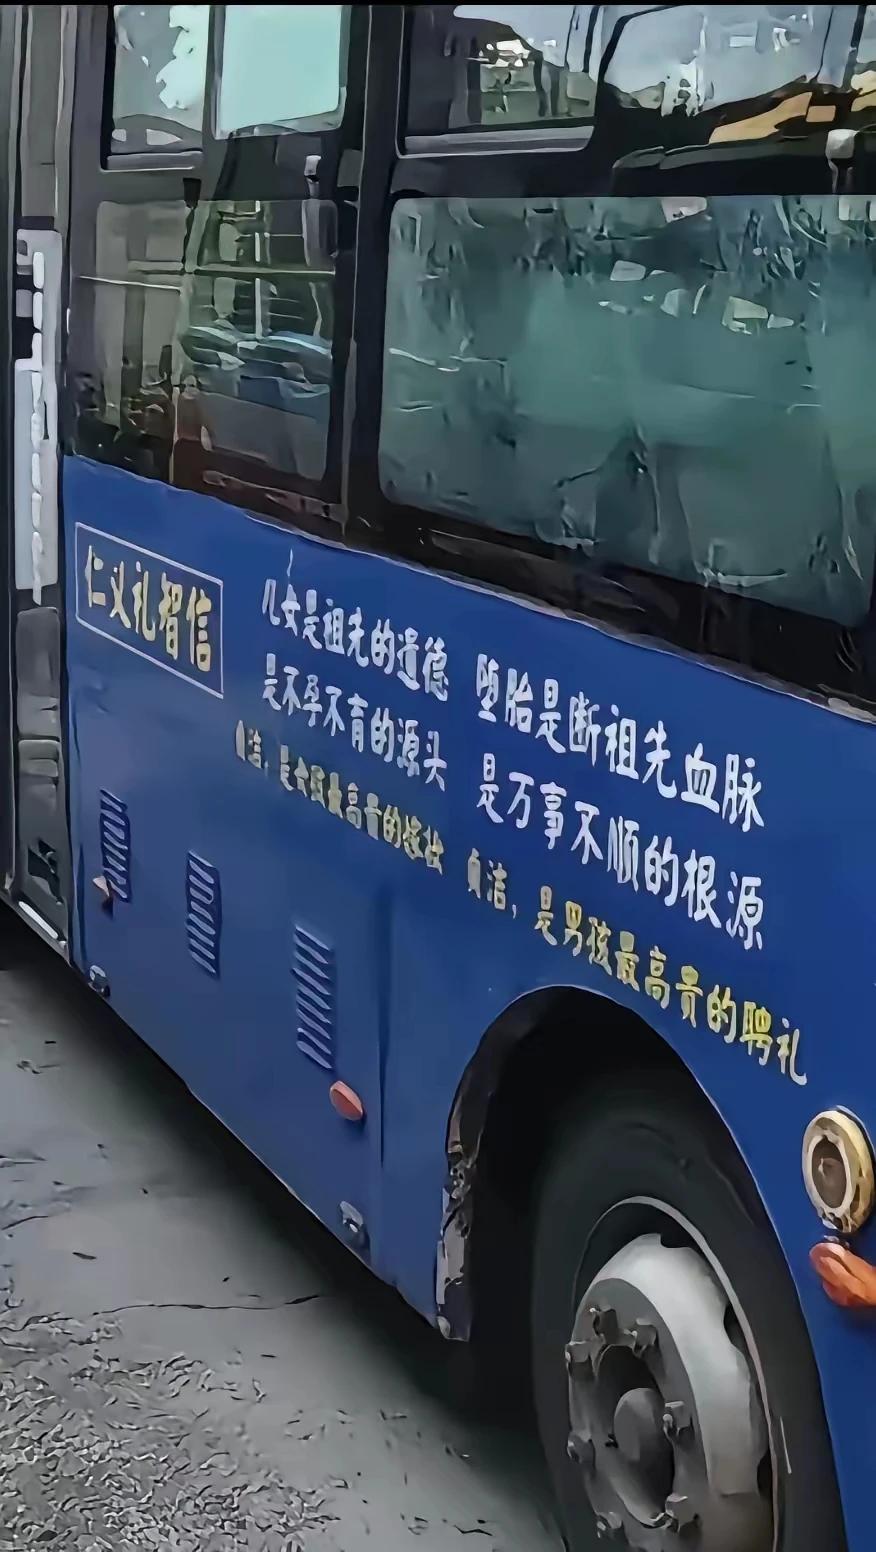 仁义礼智信
儿女是祖先的道德
是不孕不育的源头
贞洁，是女孩最高贵的嫁妆
堕胎是断祖先血脉
是万事不顺的根源
贞洁，是男孩最高贵的聘礼